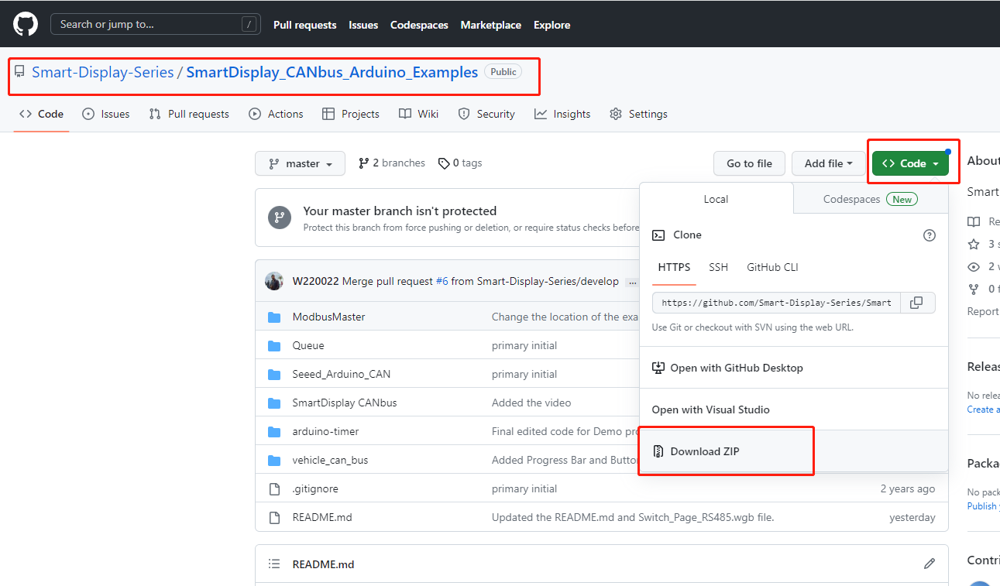 Search or jump to... / Pull requests Issues Codespaces Marketplace Explore
Smart-Display-Series / SmartDisplay_CANbus_Arduino_Examples Public
Code Issues Pull requests Actions Projects Wiki Security Insights Settings
master 2 branches 0 tags Go to file Add file Code
Your master branch isn't protected
Protect this branch from force pushing or deletion, or require status checks before
W220022 Merge pull request #6 from Smart-Display-Series/develop ...
ModbusMaster Change the location of the exa
Queue primary initial
Seeed_Arduino_CAN primary initial
SmartDisplay CANbus Added the video
arduino-timer Final edited code for Demo pro
vehicle_can_bus Added Progress Bar and Button
.gitignore primary initial 2 years ago
README.md Updated the README.md and Switch_Page_RS485.wgb file. yesterday
README.md
Local Codespaces New
Clone
HTTPS SSH GitHub CLI
https://github.com/Smart-Display-Series/Smart
Use Git or checkout with SVN using the web URL.
Open with GitHub Desktop
Open with Visual Studio
Download ZIP
About
Smart
Re
3 s
2 w
0 f
Report
Releas
No relea
Create a
Packa
No pack
Publish y
Contri